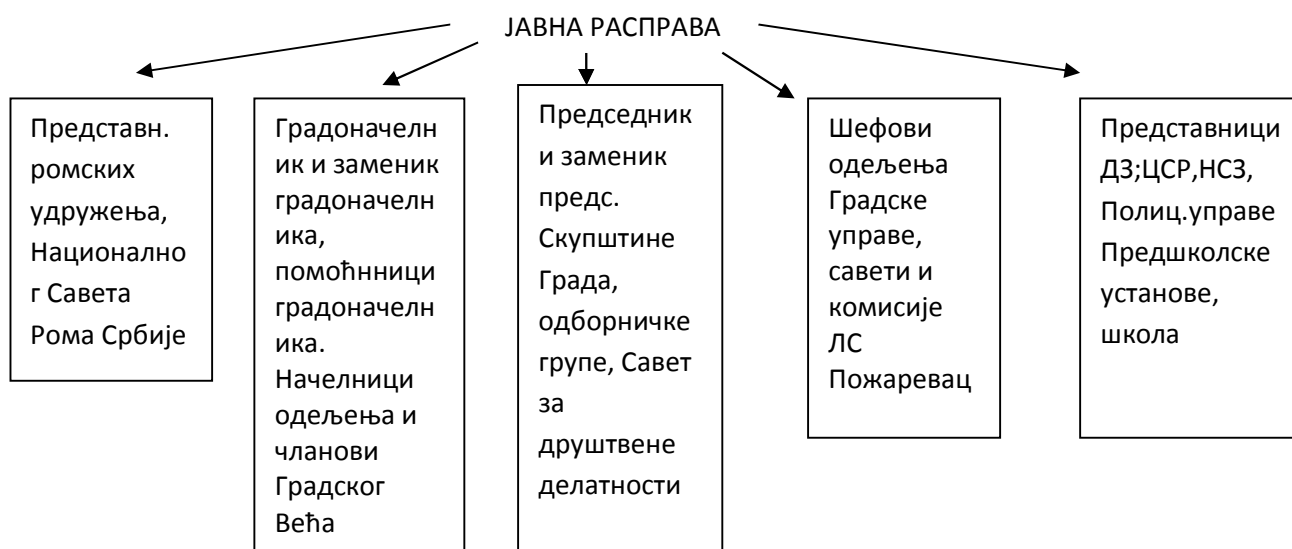 ЈАВНА РАСПРАВА
Представн.
ромских
удружења,
Национално
г Савета
Рома Србије
Градоначелн
ик и заменик
градоначелн
ика,
помоћнници
градоначелн
ика.
Начелници
одељења и
чланови
Градског
Већа
Председник
и заменик
предс.
Скупштине
Града,
одборничке
групе, Савет
за
друштвене
делатности
Шефови
одељења
Градске
управе,
савети и
комисије
ЛС
Пожаревац
Представници
ДЗ;ЦСР,НСЗ,
Полиц.управе
Предшколске
установе,
школа